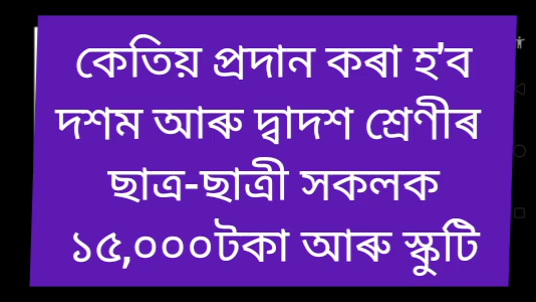 কেতিয় প্ৰদান কৰা হ'ব
দশম আৰু দ্বাদশ শ্ৰেণীৰ
ছাত্ৰ-ছাত্ৰী সকলক
১৫,০০০টকা আৰু স্কুটি